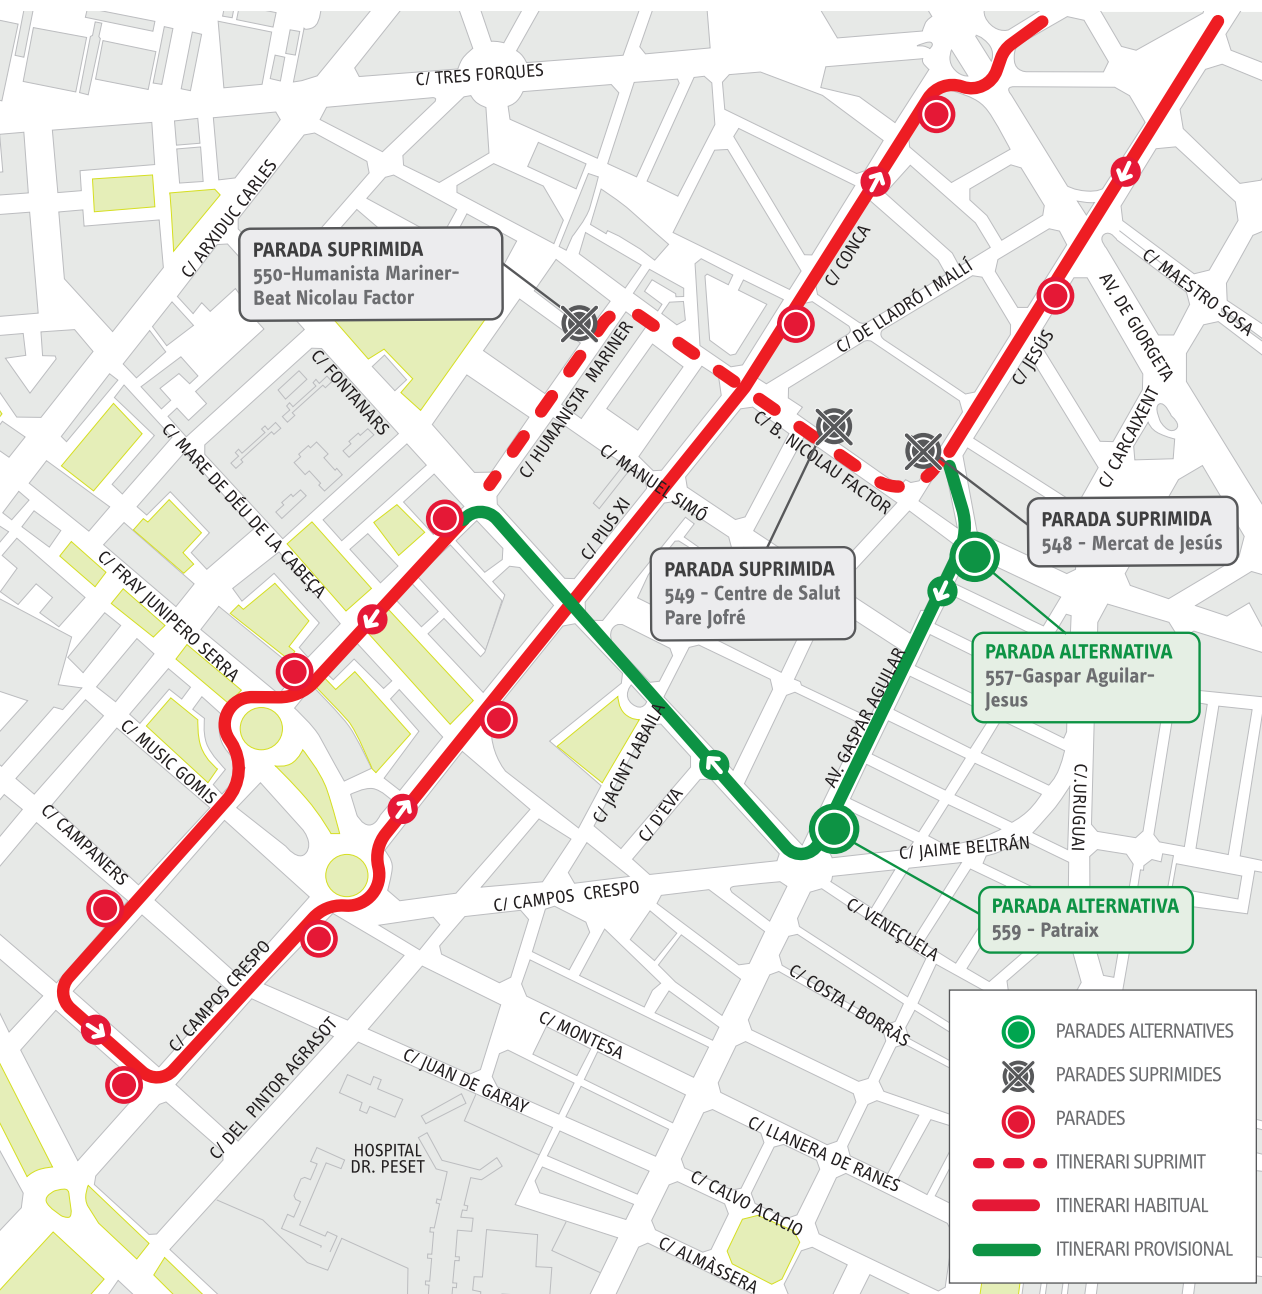 C/ TRES FORQUES
C/ ARXIDUC CARLES
PARADA SUPRIMIDA
550-Humanista Mariner-
Beat Nicolau Factor
C/ CONCA
C/ DE LLADRÓ I MALLÍ
C/ MAESTRO SOSA
AV. DE GIORGETA
C/ JESÚS
C/ CARCAIXENT
C/ FONTANARS
C/ HUMANISTA MARINER
C/ B. NICOLAU FACTOR
C/ MANUEL SIMÓ
C/ PIUS XI
C/ MARE DE DÉU DE LA CABEÇA
C/ FRAY JUNIPERO SERRA
PARADA SUPRIMIDA
548 - Mercat de Jesús
PARADA SUPRIMIDA
549 - Centre de Salut
Pare Jofré
PARADA ALTERNATIVA
557-Gaspar Aguilar-
Jesus
AV. GASPAR AGUILAR
C/ MUSIC GOMIS
C/ JACINT LABAILA
C/ D'EVA
C/ URUGUAI
C/ CAMPANERS
C/ JAIME BELTRÁN
C/ CAMPOS CRESPO
PARADA ALTERNATIVA
559 - Patraix
C/ VENEÇUELA
C/ CAMPOS CRESPO
C/ COSTA I BORRÀS
C/ DEL PINTOR AGRASOT
C/ MONTESA
C/ JUAN DE GARAY
HOSPITAL
DR. PESET
C/ LLANERA DE RANES
C/ CALVO ACACIO
C/ ALMÀSSERA
PARADES ALTERNATIVES
PARADES SUPRIMIDES
PARADES
ITINERARI SUPRIMIT
ITINERARI HABITUAL
ITINERARI PROVISIONAL